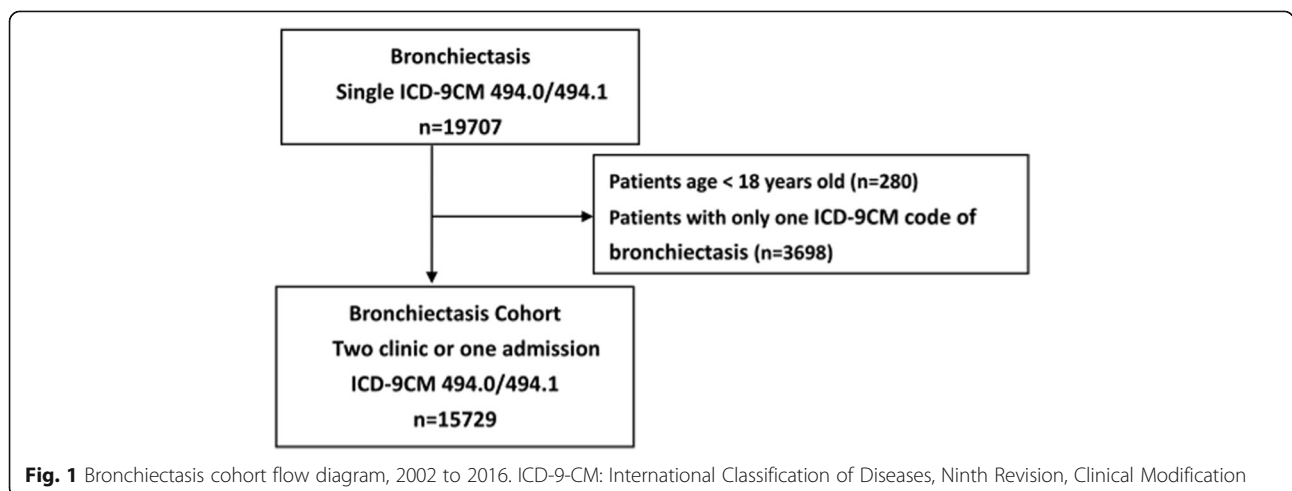 Bronchiectasis
Single ICD-9CM 494.0/494.1
n=19707
Patients age < 18 years old (n=280)
Patients with only one ICD-9CM code of
bronchiectasis (n=3698)
Bronchiectasis Cohort
Two clinic or one admission
ICD-9CM 494.0/494.1
n=15729
Fig. 1 Bronchiectasis cohort flow diagram, 2002 to 2016. ICD-9-CM: International Classification of Diseases, Ninth Revision, Clinical Modification